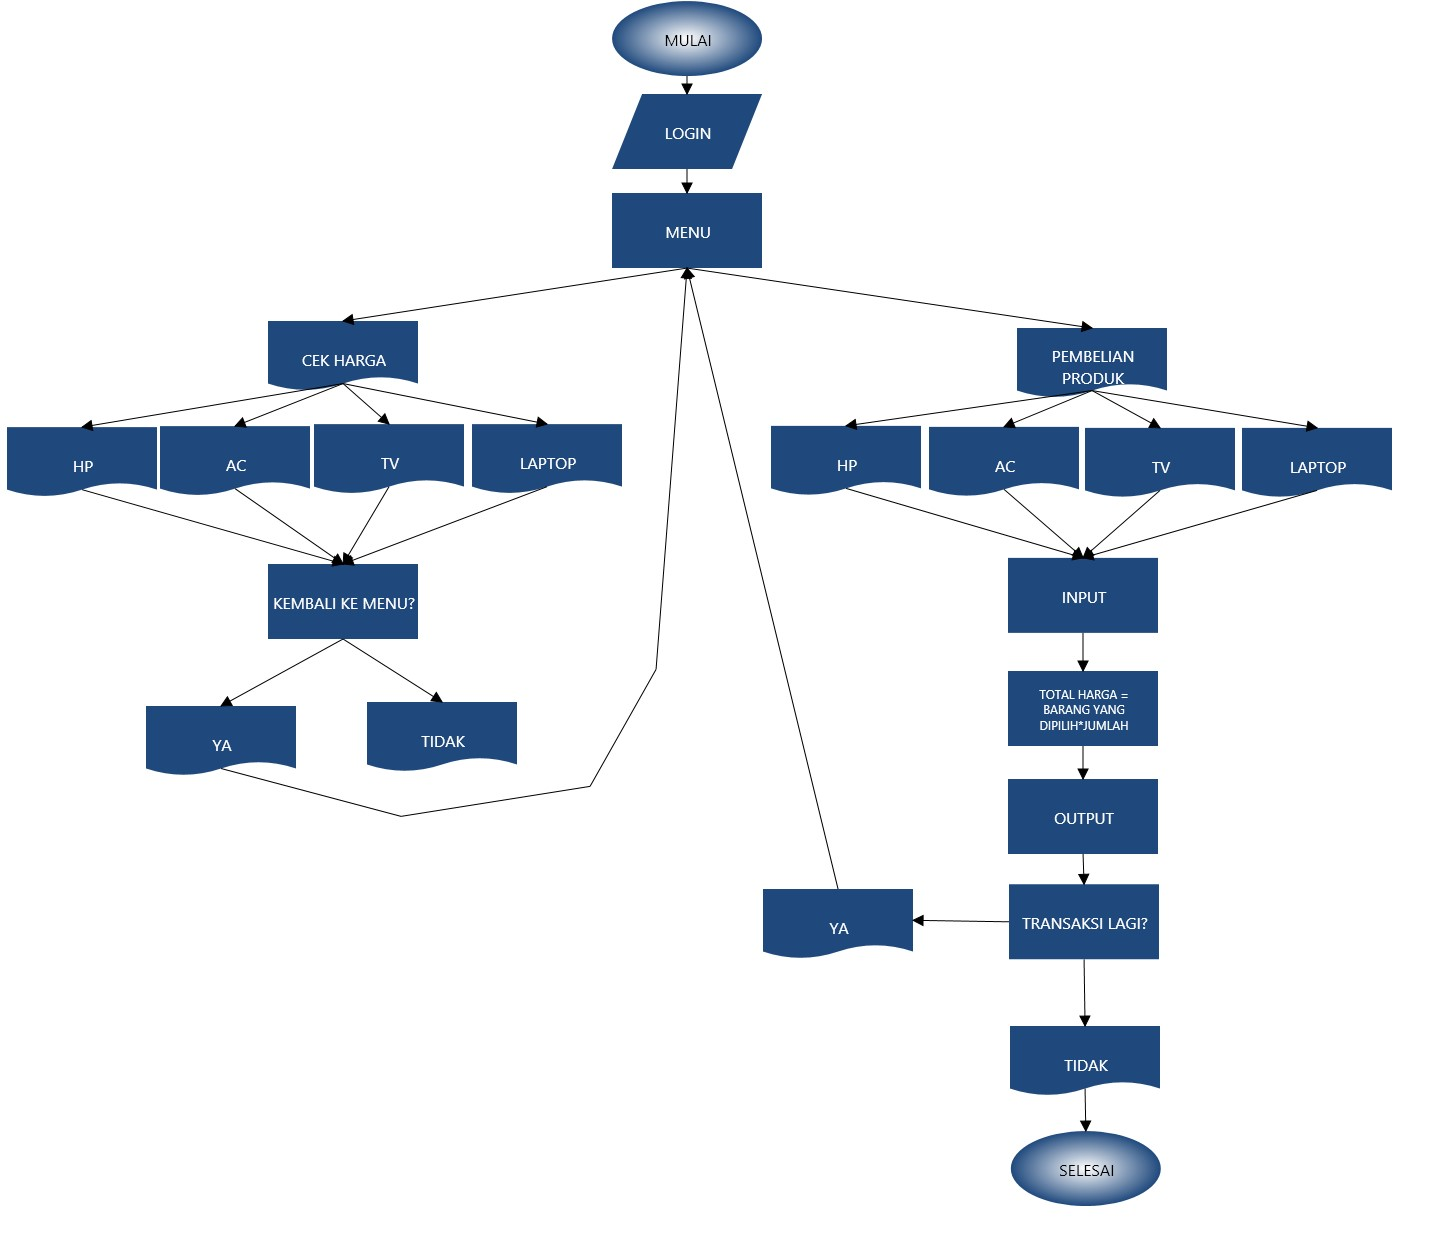 MULAI
LOGIN
MENU
CEK HARGA
PEMBELIAN
PRODUK
HP
AC
TV
LAPTOP
HP
AC
TV
LAPTOP
KEMBALI KE MENU?
INPUT
YA
TIDAK
TOTAL HARGA =
BARANG YANG
DIPILIH*JUMLAH
OUTPUT
TRANSAKSI LAGI?
YA
TIDAK
SELESAI